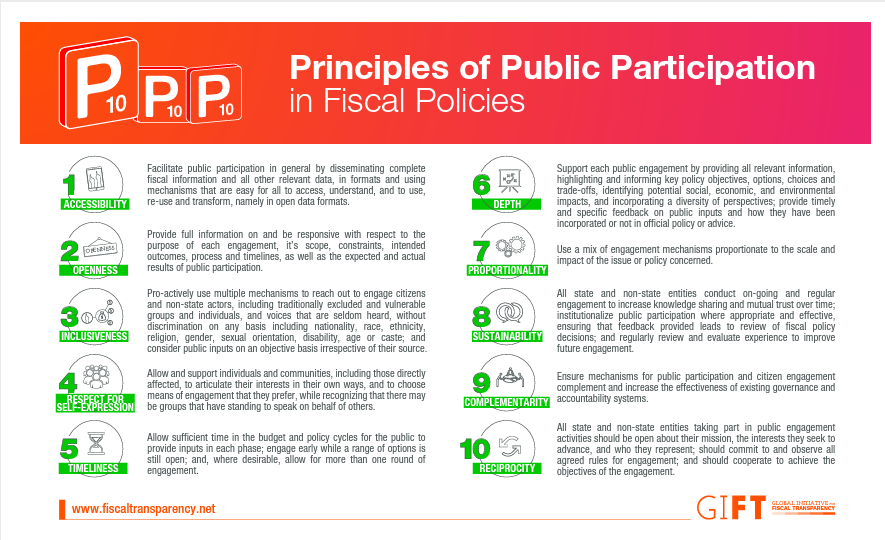 P10 P10 P10
Principles of Public Participation
in Fiscal Policies
1
ACCESSIBILITY
Facilitate public participation in general by disseminating complete
fiscal information and all other relevant data, in formats and using
mechanisms that are easy for all to access, understand, and to use,
re-use and transform, namely in open data formats.
2
OPENNESS
OPENNESS
Provide full information on and be responsive with respect to the
purpose of each engagement, it's scope, constraints, intended
outcomes, process and timelines, as well as the expected and actual
results of public participation.
3
INCLUSIVENESS
Pro-actively use multiple mechanisms to reach out to engage citizens
and non-state actors, including traditionally excluded and vulnerable
groups and individuals, and voices that are seldom heard, without
discrimination on any basis including nationality, race, ethnicity,
religion, gender, sexual orientation, disability, age or caste; and
consider public inputs on an objective basis irrespective of their source.
4
RESPECT FOR
SELF-EXPRESSION
Allow and support individuals and communities, including those directly
affected, to articulate their interests in their own ways, and to choose
means of engagement that they prefer, while recognizing that there may
be groups that have standing to speak on behalf of others.
5
TIMELINESS
Allow sufficient time in the budget and policy cycles for the public to
provide inputs in each phase; engage early while a range of options is
still open; and, where desirable, allow for more than one round of
engagement.
6
DEPTH
Support each public engagement by providing all relevant information,
highlighting and informing key policy objectives, options, choices and
trade-offs, identifying potential social, economic, and environmental
impacts, and incorporating a diversity of perspectives; provide timely
and specific feedback on public inputs and how they have been
incorporated or not in official policy or advice.
7
PROPORTIONALITY
Use a mix of engagement mechanisms proportionate to the scale and
impact of the issue or policy concerned.
8
SUSTAINABILITY
All state and non-state entities conduct on-going and regular
engagement to increase knowledge sharing and mutual trust over time;
institutionalize public participation where appropriate and effective,
ensuring that feedback provided leads to review of fiscal policy
decisions; and regularly review and evaluate experience to improve
future engagement.
9
COMPLEMENTARITY
Ensure mechanisms for public participation and citizen engagement
complement and increase the effectiveness of existing governance and
accountability systems.
10
RECIPROCITY
All state and non-state entities taking part in public engagement
activities should be open about their mission, the interests they seek to
advance, and who they represent; should commit to and observe all
agreed rules for engagement; and should cooperate to achieve the
objectives of the engagement.
www.fiscaltransparency.net
GIFT
GLOBAL INITIATIVE FOR
FISCAL TRANSPARENCY